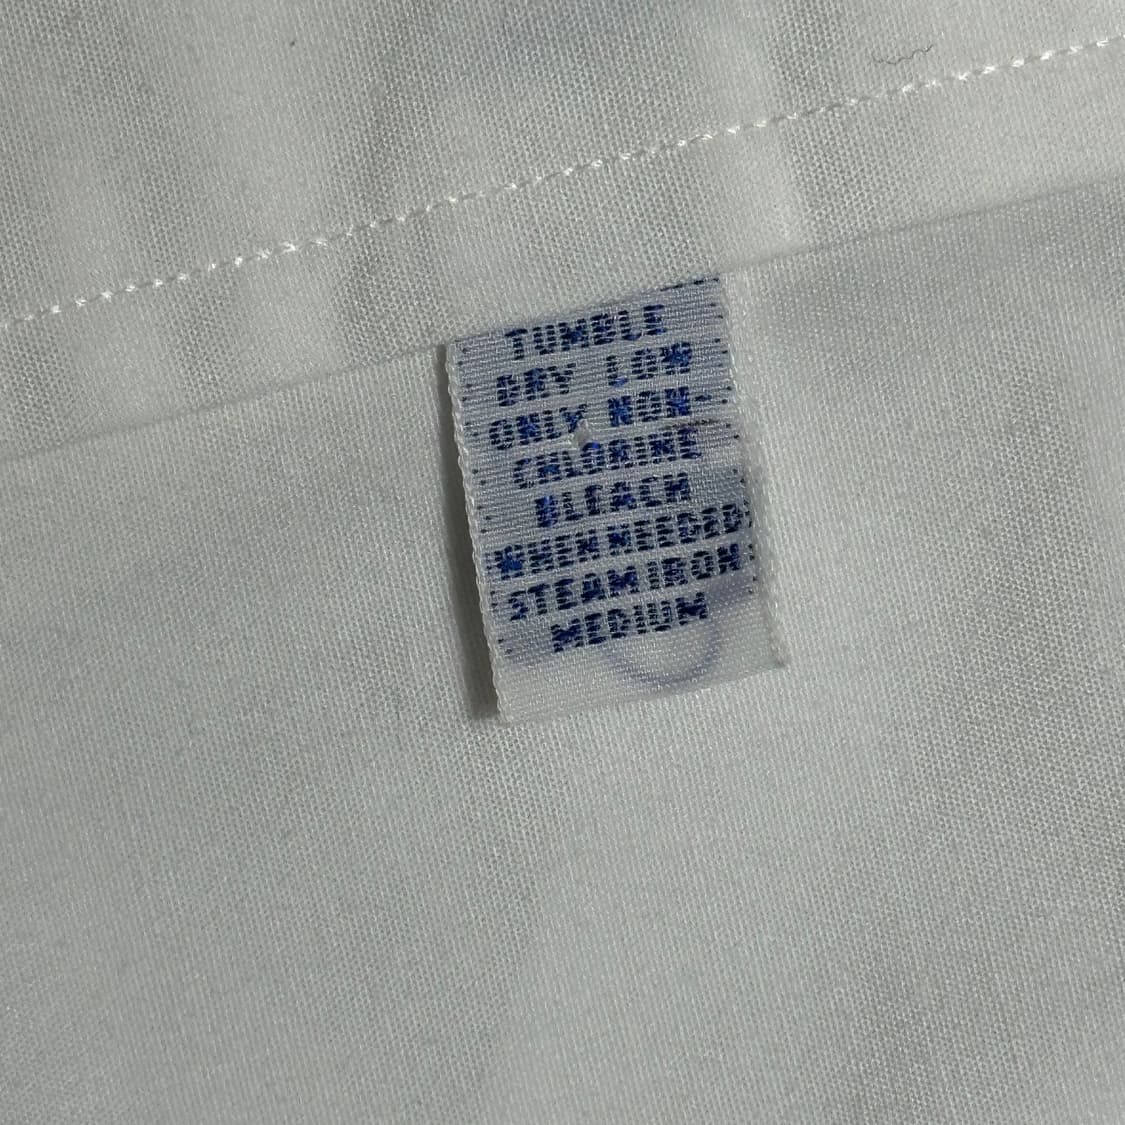 TUMBLE
DRY LOW
ONLY NON-
CHLORINE
BLEACH
WHEN NEEDED
STEAM IRON
MEDIUM